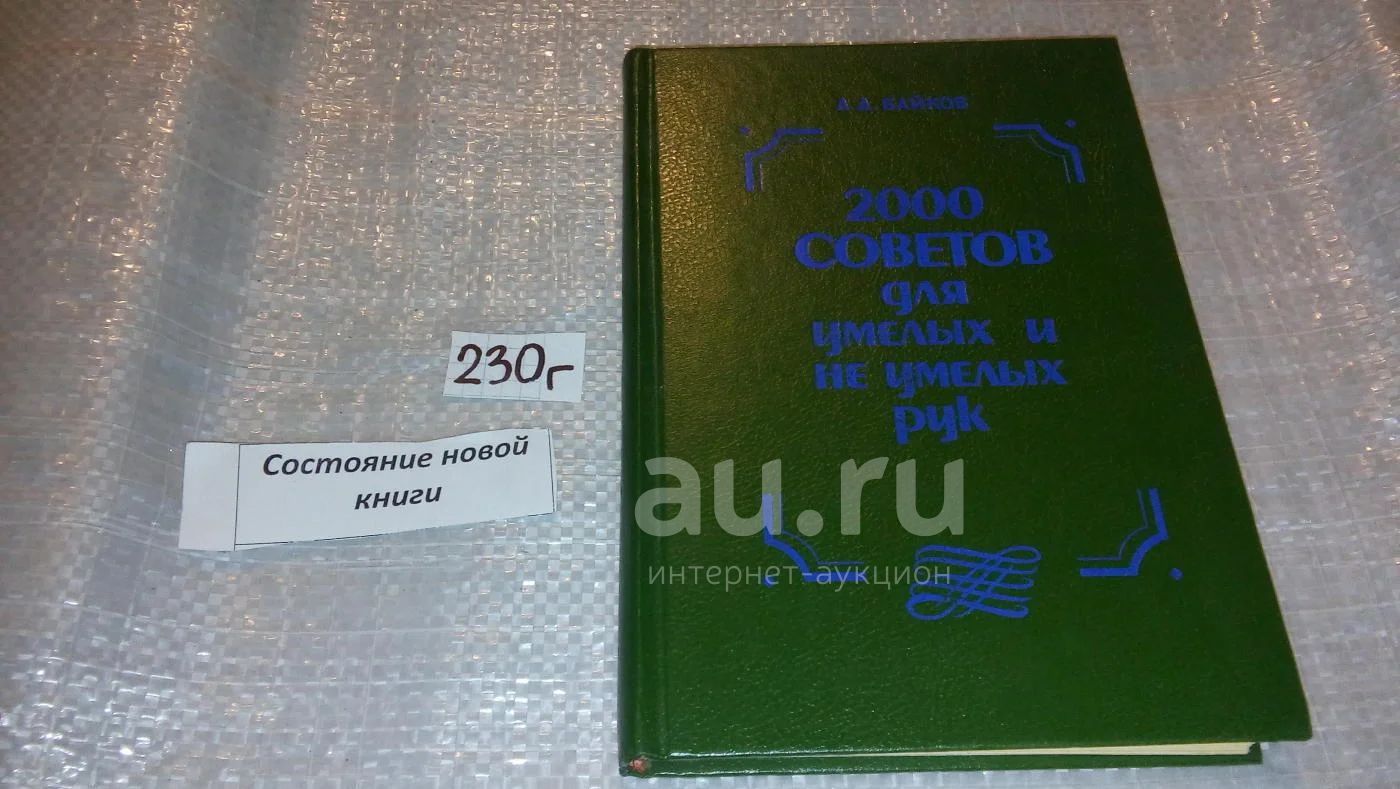 А.А. БАЙКОВ
2000
СОВЕТОВ
для
умелых и
не умелых
рук
230г
Состояние новой
книги
au.ru
интернет-аукцион